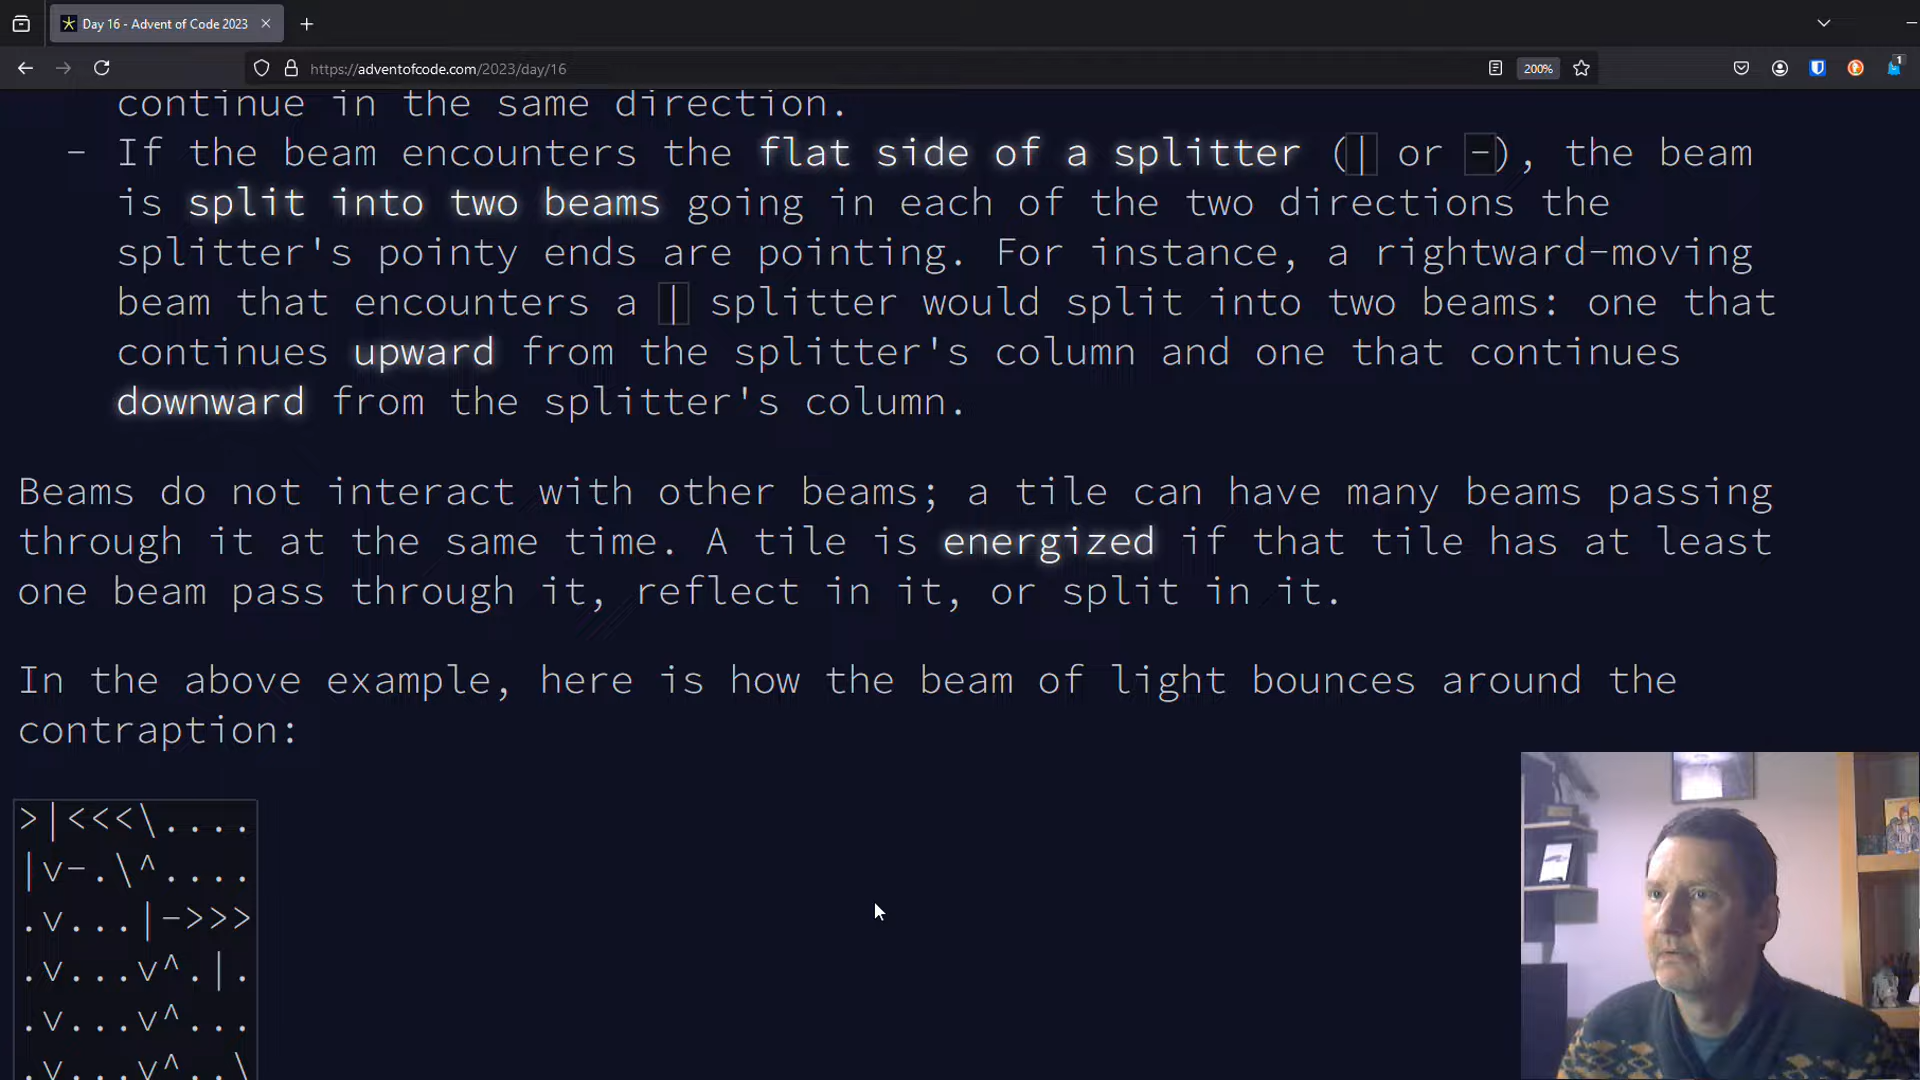 Day 16 - Advent of Code 2023
https://adventofcode.com/2023/day/16
200%
1
continue in the same direction.
- If the beam encounters the flat side of a splitter (| or -), the beam
is split into two beams going in each of the two directions the
splitter's pointy ends are pointing. For instance, a rightward-moving
beam that encounters a | splitter would split into two beams: one that
continues upward from the splitter's column and one that continues
downward from the splitter's column.
Beams do not interact with other beams; a tile can have many beams passing
through it at the same time. A tile is energized if that tile has at least
one beam pass through it, reflect in it, or split in it.
In the above example, here is how the beam of light bounces around the
contraption:
>|<<<\....
|v-.\^....
.v...|->>>
.v...v^.|.
.v...v^...
.v...v^..\